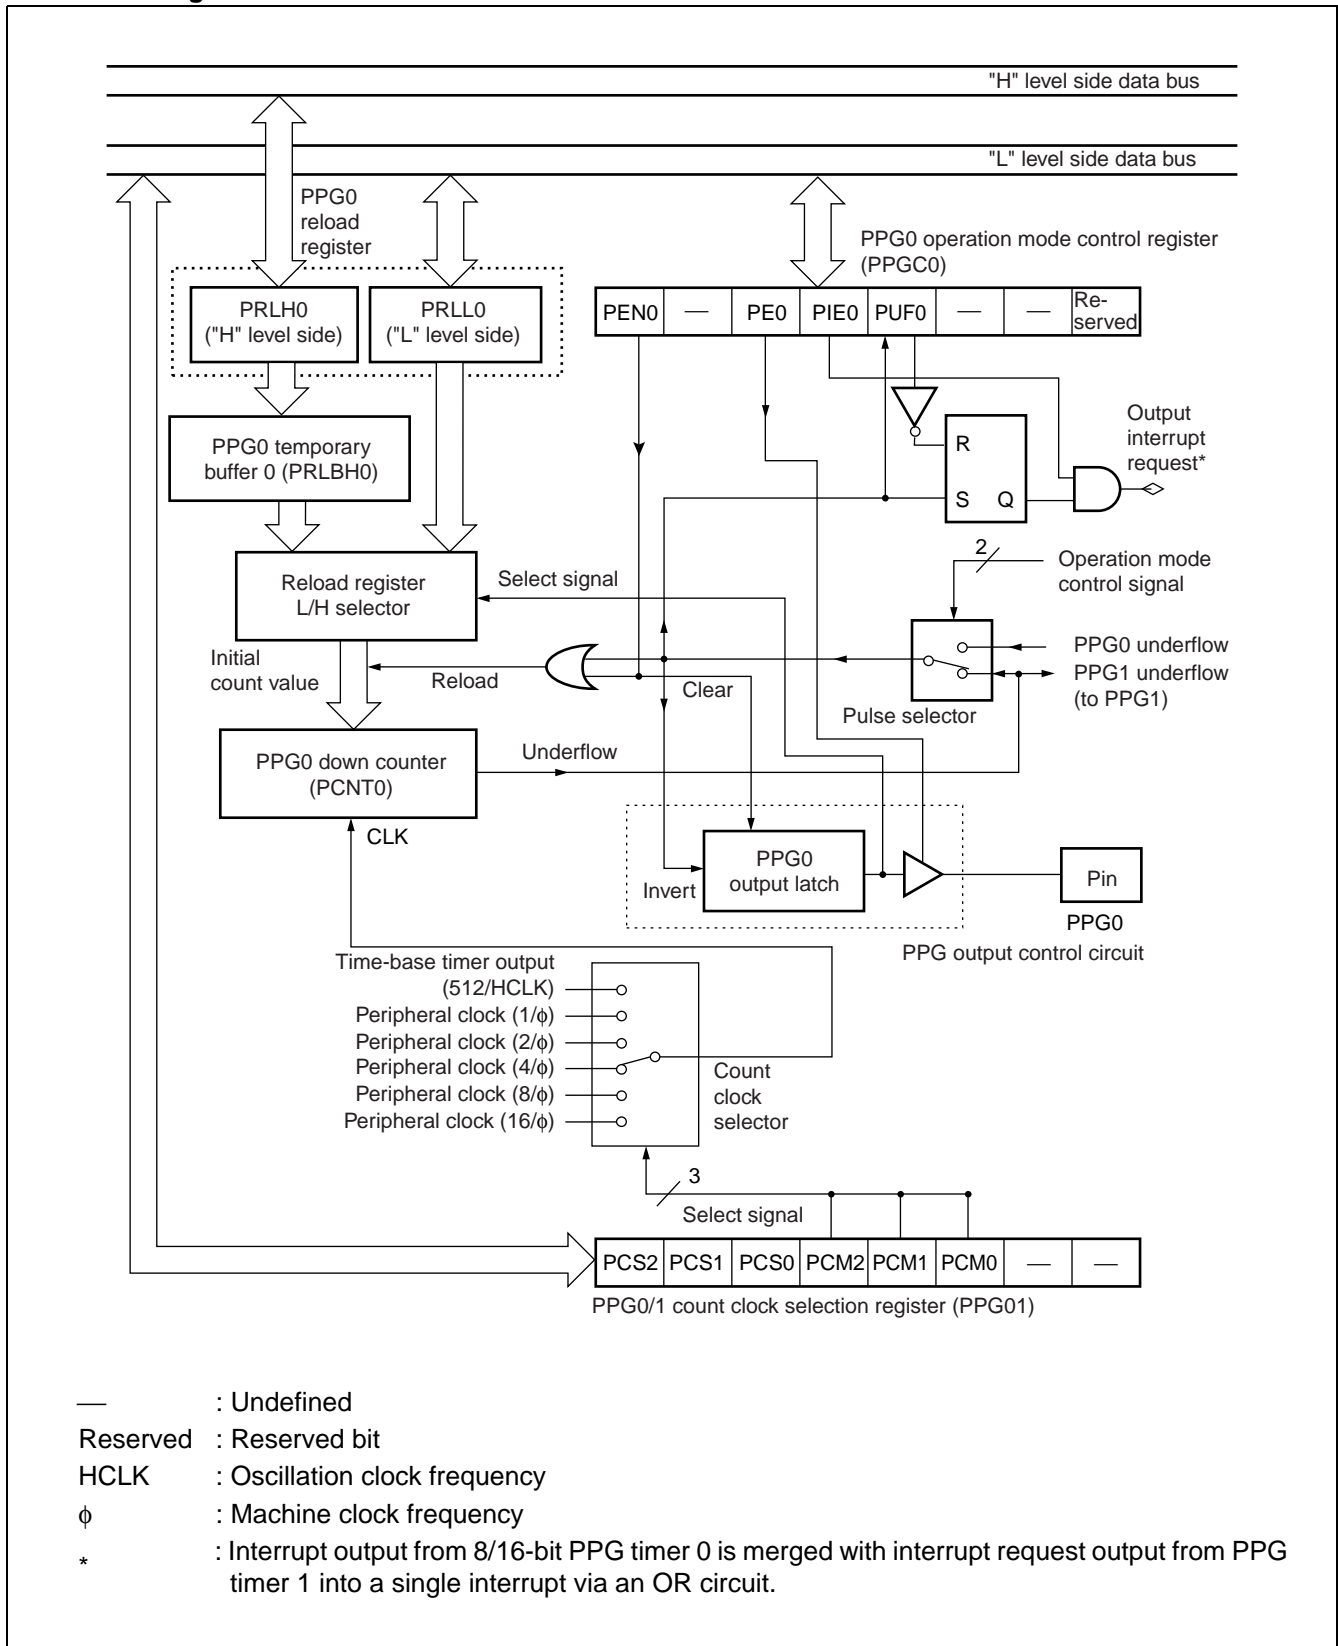 "H" level side data bus
"L" level side data bus
PPG0
reload
register
PPG0 operation mode control register
(PPGC0)
PRLH0
("H" level side)
PRLL0
("L" level side)
PEN0 — PE0 PIE0 PUF0 — — Re-
served
PPG0 temporary
buffer 0 (PRLBH0)
R
S Q
Output
interrupt
request*
Reload register
L/H selector
Select signal
2
Operation mode
control signal
Initial
count value
Reload
Clear
PPG0 underflow
PPG1 underflow
(to PPG1)
Pulse selector
PPG0 down counter
(PCNT0)
Underflow
CLK
PPG0
output latch
Invert
Pin
PPG0
PPG output control circuit
Time-base timer output
(512/HCLK)
Peripheral clock (1/ϕ)
Peripheral clock (2/ϕ)
Peripheral clock (4/ϕ)
Peripheral clock (8/ϕ)
Peripheral clock (16/ϕ)
Count
clock
selector
3
Select signal
PCS2 PCS1 PCS0 PCM2 PCM1 PCM0 — —
PPG0/1 count clock selection register (PPG01)
— : Undefined
Reserved : Reserved bit
HCLK : Oscillation clock frequency
ϕ : Machine clock frequency
* : Interrupt output from 8/16-bit PPG timer 0 is merged with interrupt request output from PPG
timer 1 into a single interrupt via an OR circuit.